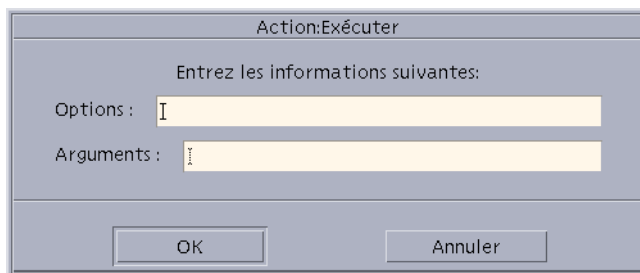 Action:Exécuter
Entrez les informations suivantes:
Options :
Arguments :
OK Annuler